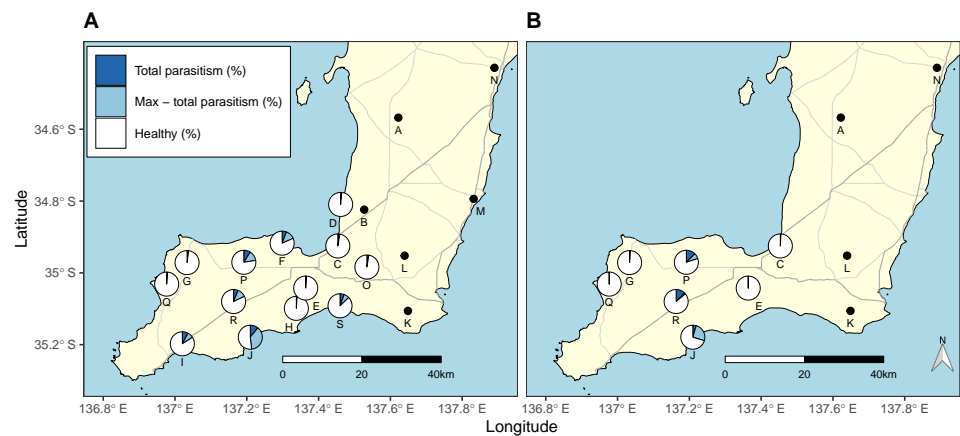 A
B
Total parasitism (%)
Max − total parasitism (%)
Healthy (%)
N
A
D
B
M
C
F
L
G
P
O
Q
E
R
H
S
K
I
J
0
20
40km
N
A
M
C
L
G
P
Q
E
R
K
J
0
20
40km
N
34.6° S
34.8° S
35° S
35.2° S
Latitude
136.8° E
137° E
137.2° E
137.4° E
137.6° E
137.8° E
136.8° E
137° E
137.2° E
137.4° E
137.6° E
137.8° E
Longitude